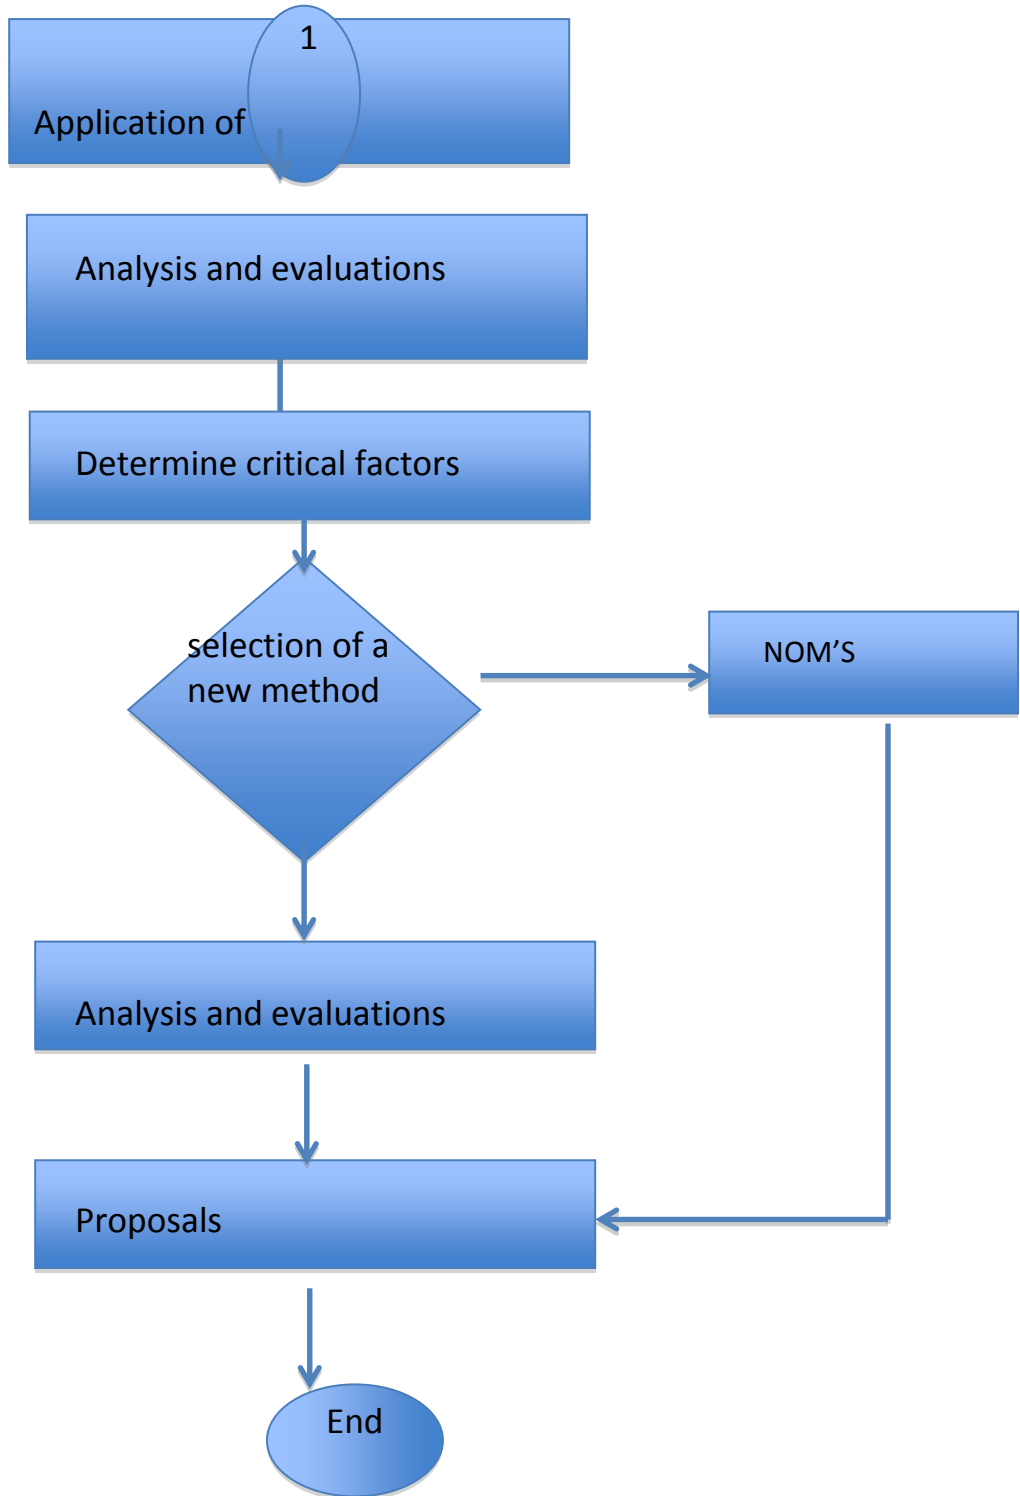 1
Application of
Analysis and evaluations
Determine critical factors
selection of a
new method
NOM’S
Analysis and evaluations
Proposals
End